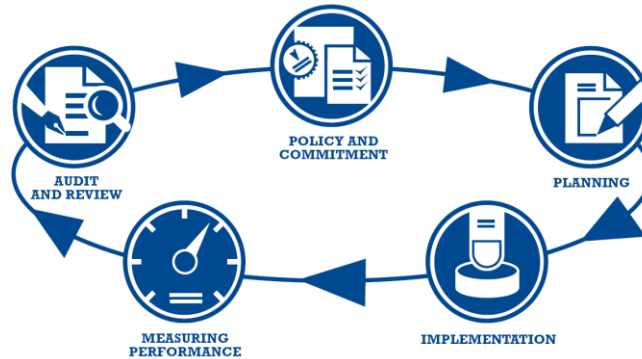 POLICY AND
COMMITMENT
PLANNING
IMPLEMENTATION
MEASURING
PERFORMANCE
AUDIT
AND REVIEW